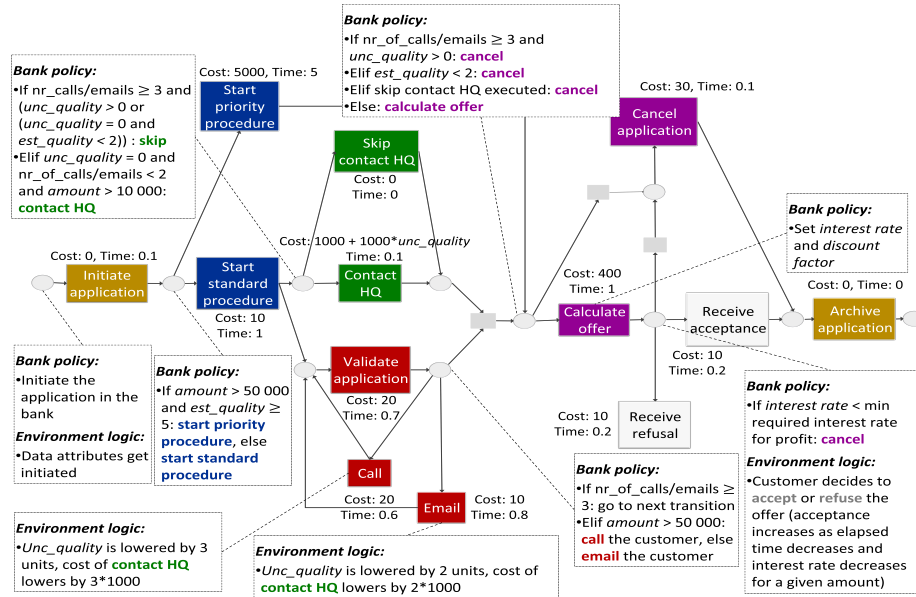 Bank policy:
•If nr_of_calls/emails ≥ 3 and
unc_quality > 0: cancel
•Elif est_quality < 2: cancel
•Elif skip contact HQ executed: cancel
•Else: calculate offer
Bank policy:
•If nr_calls/emails ≥ 3 and
(unc_quality > 0 or
(unc_quality = 0 and
est_quality < 2)) : skip
•Elif unc_quality = 0 and
nr_of_calls/emails < 2
and amount > 10 000:
contact HQ
Cost: 5000, Time: 5
Start
priority
procedure
Cost: 30, Time: 0.1
Cancel
application
Skip
contact HQ
Cost: 0
Time: 0
Bank policy:
•Set interest rate
and discount
factor
Cost: 1000 + 1000*unc_quality
Time: 0.1
Contact
HQ
Cost: 0, Time: 0.1
Initiate
application
Start
standard
procedure
Cost: 10
Time: 1
Cost: 400
Time: 1
Calculate
offer
Receive
acceptance
Cost: 10
Time: 0.2
Cost: 0, Time: 0
Archive
application
Validate
application
Cost: 20
Time: 0.7
Cost: 10
Time: 0.2
Receive
refusal
Bank policy:
•Initiate the
application in the
bank
Environment logic:
•Data attributes get
initiated
Bank policy:
•If amount > 50 000
and est_quality ≥
5: start priority
procedure, else
start standard
procedure
Call
Cost: 20
Time: 0.6
Email
Cost: 10
Time: 0.8
Bank policy:
•If nr_of_calls/emails ≥
3: go to next transition
•Elif amount > 50 000:
call the customer, else
email the customer
Bank policy:
•If interest rate < min
required interest rate
for profit: cancel
Environment logic:
•Customer decides to
accept or refuse the
offer (acceptance
increases as elapsed
time decreases and
interest rate decreases
for a given amount)
Environment logic:
•Unc_quality is lowered by 3
units, cost of contact HQ
lowers by 3*1000
Environment logic:
•Unc_quality is lowered by 2 units, cost of
contact HQ lowers by 2*1000